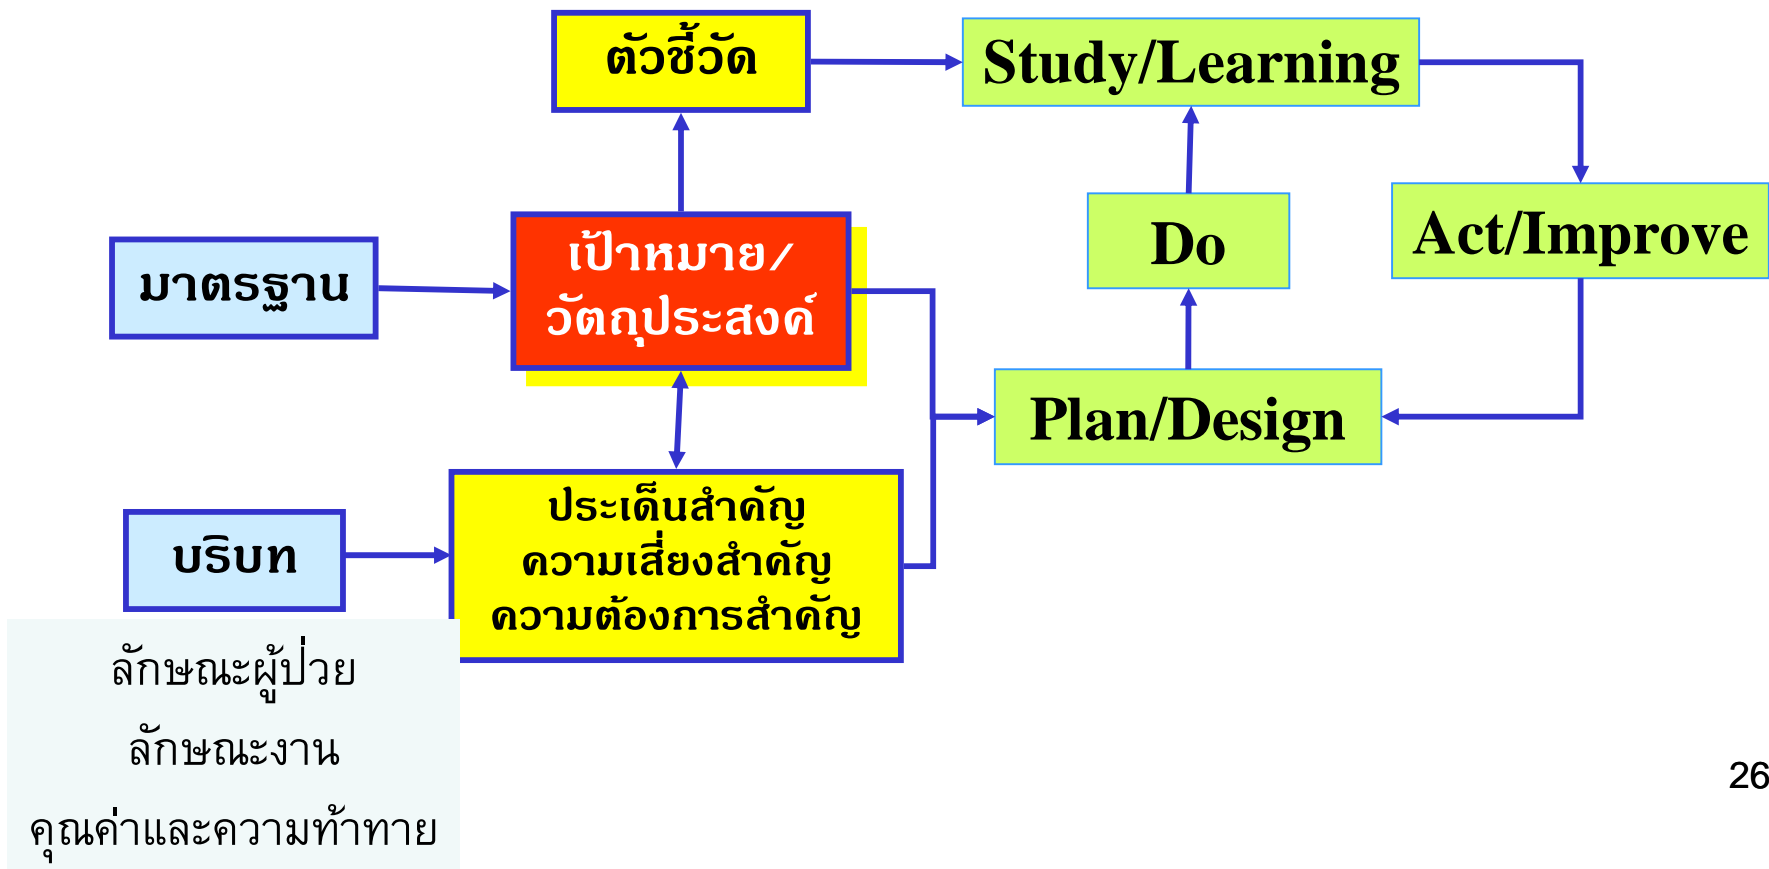 ตัวชี้วัด
Study/Learning
มาตรฐาน
เป้าหมาย/
วัตถุประสงค์
Do
Act/Improve
Plan/Design
บริบท
ประเด็นสำคัญ
ความเสี่ยงสำคัญ
ความต้องการสำคัญ
ลักษณะผู้ป่วย
ลักษณะงาน
คุณค่าและความท้าทาย
26